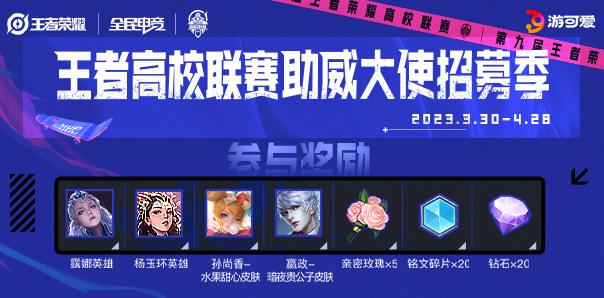 王者荣耀
全民电竞
游可爱
王者荣耀高校联赛
第九届王者荣
王者高校联赛助威大使招募季
2023.3.30-4.28
MVP
参与奖励
露娜英雄
杨玉环英雄
孙尚香-
水果甜心皮肤
嬴政-
暗夜贵公子皮肤
亲密玫瑰×5
铭文碎片×20
钻石×20